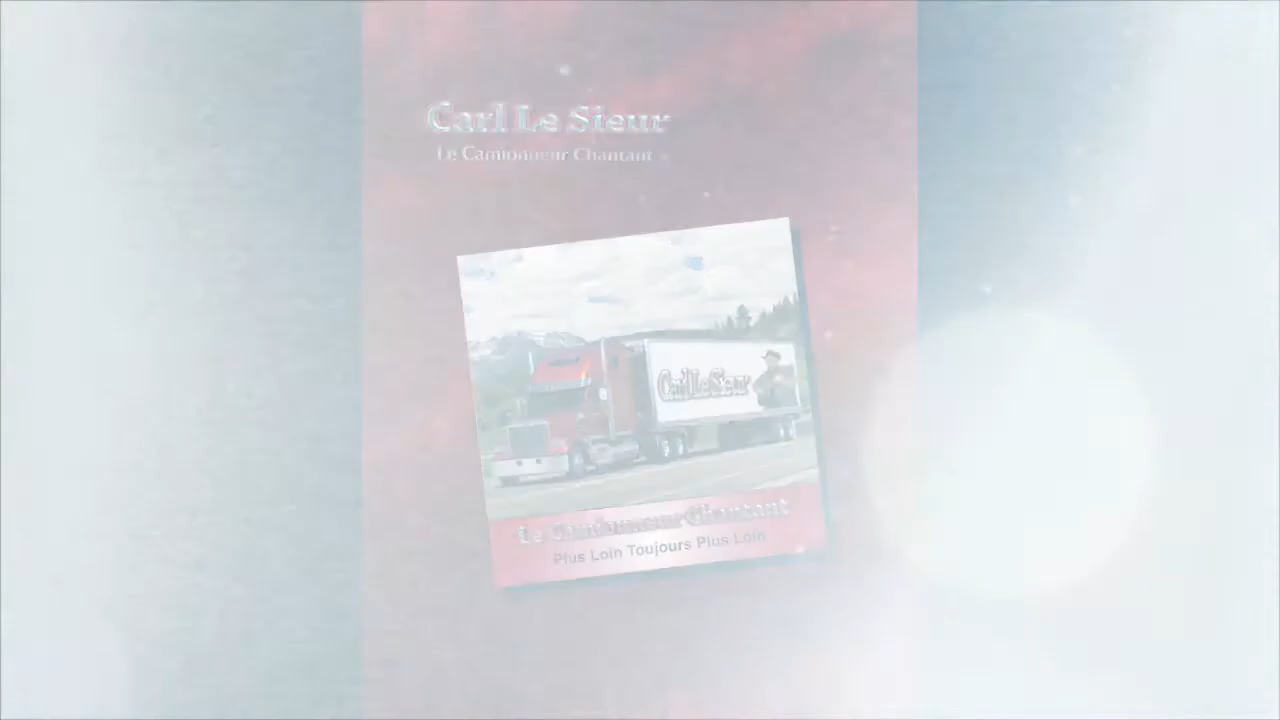 Carl Le Sieur
Le Camionneur Chantant
Carl Le Sieur
Le Camionneur Chantant
Plus Loin Toujours Plus Loin